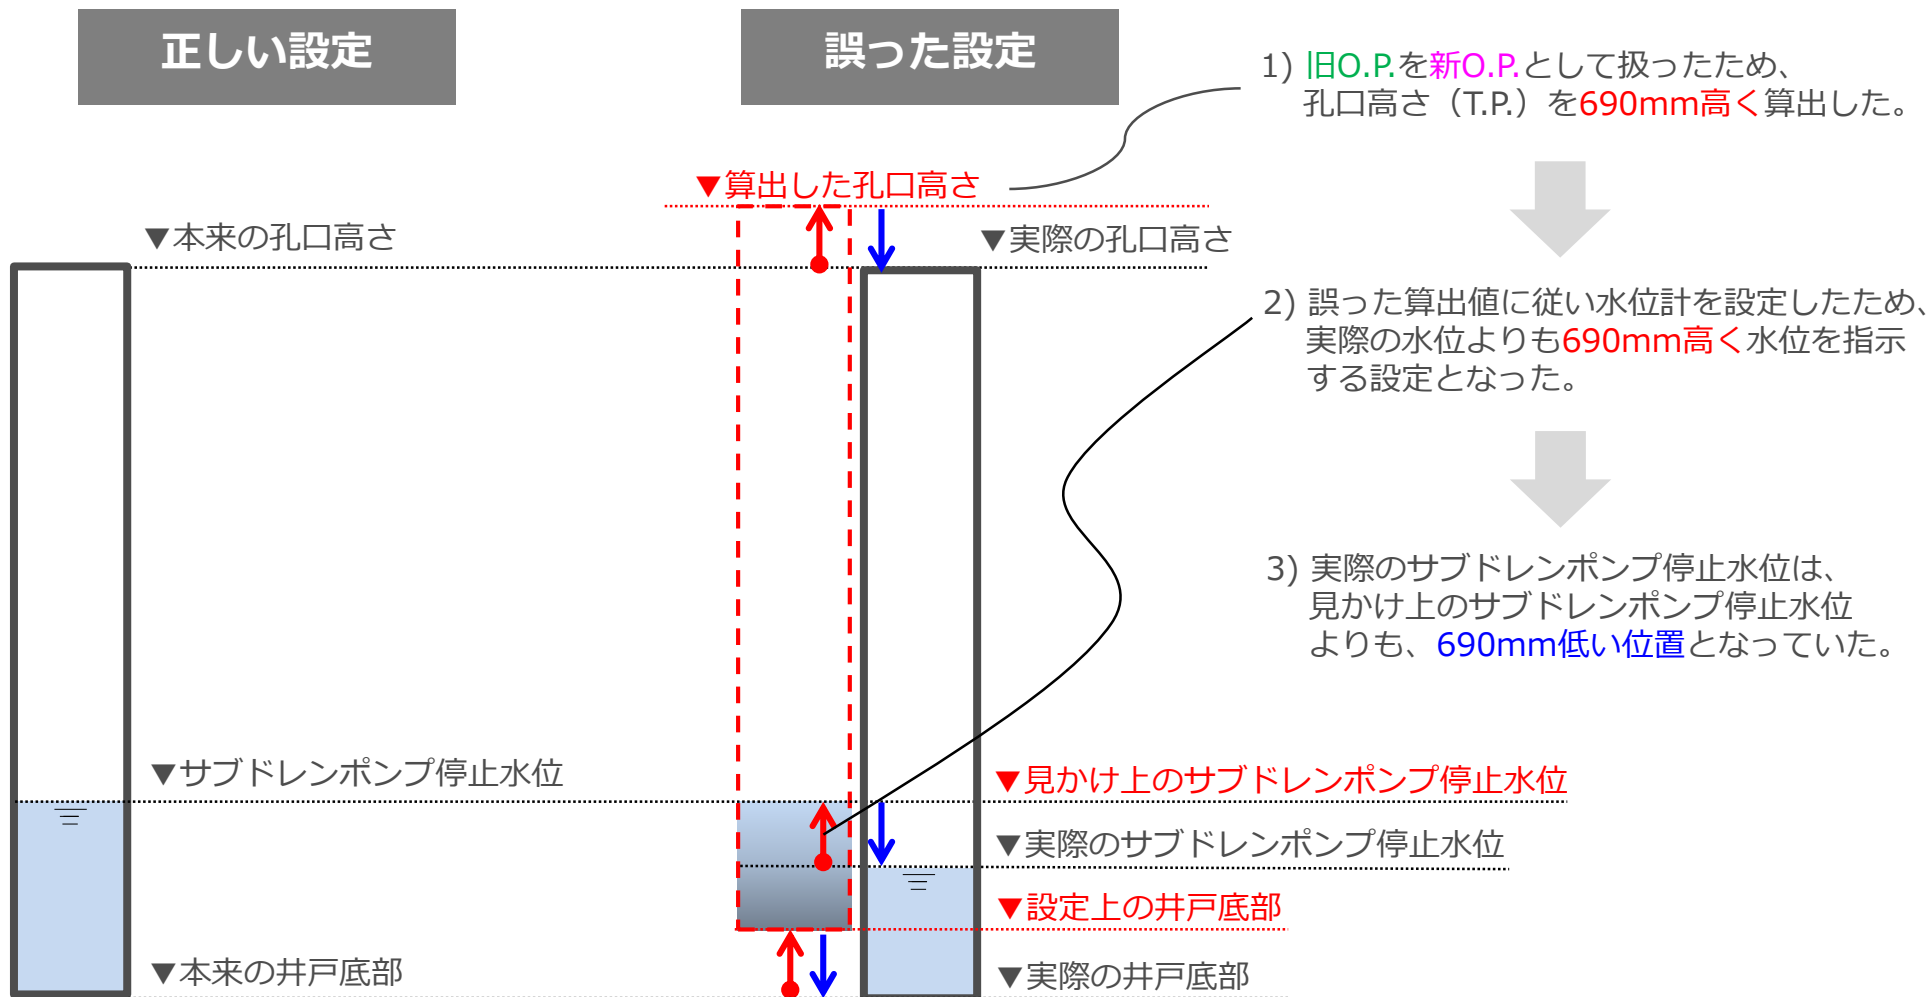 正しい設定
誤った設定
1) 旧O.P.を新O.P.として扱ったため、
孔口高さ（T.P.）を690mm高く算出した。
▼算出した孔口高さ
▼本来の孔口高さ
▼実際の孔口高さ
2) 誤った算出値に従い水位計を設定したため、
実際の水位よりも690mm高く水位を指示
する設定となった。
3) 実際のサブドレンポンプ停止水位は、
見かけ上のサブドレンポンプ停止水位
よりも、690mm低い位置となっていた。
▼サブドレンポンプ停止水位
▼見かけ上のサブドレンポンプ停止水位
▼実際のサブドレンポンプ停止水位
▼設定上の井戸底部
▼本来の井戸底部
▼実際の井戸底部